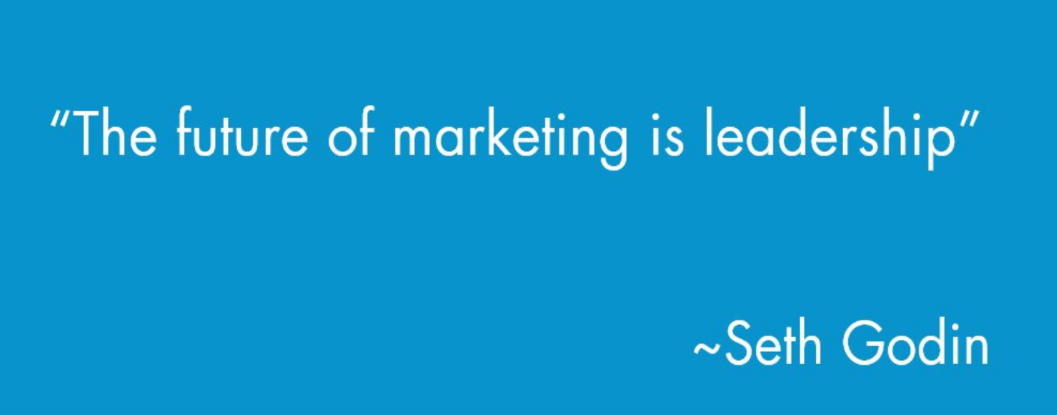 “The future of marketing is leadership”
~Seth Godin